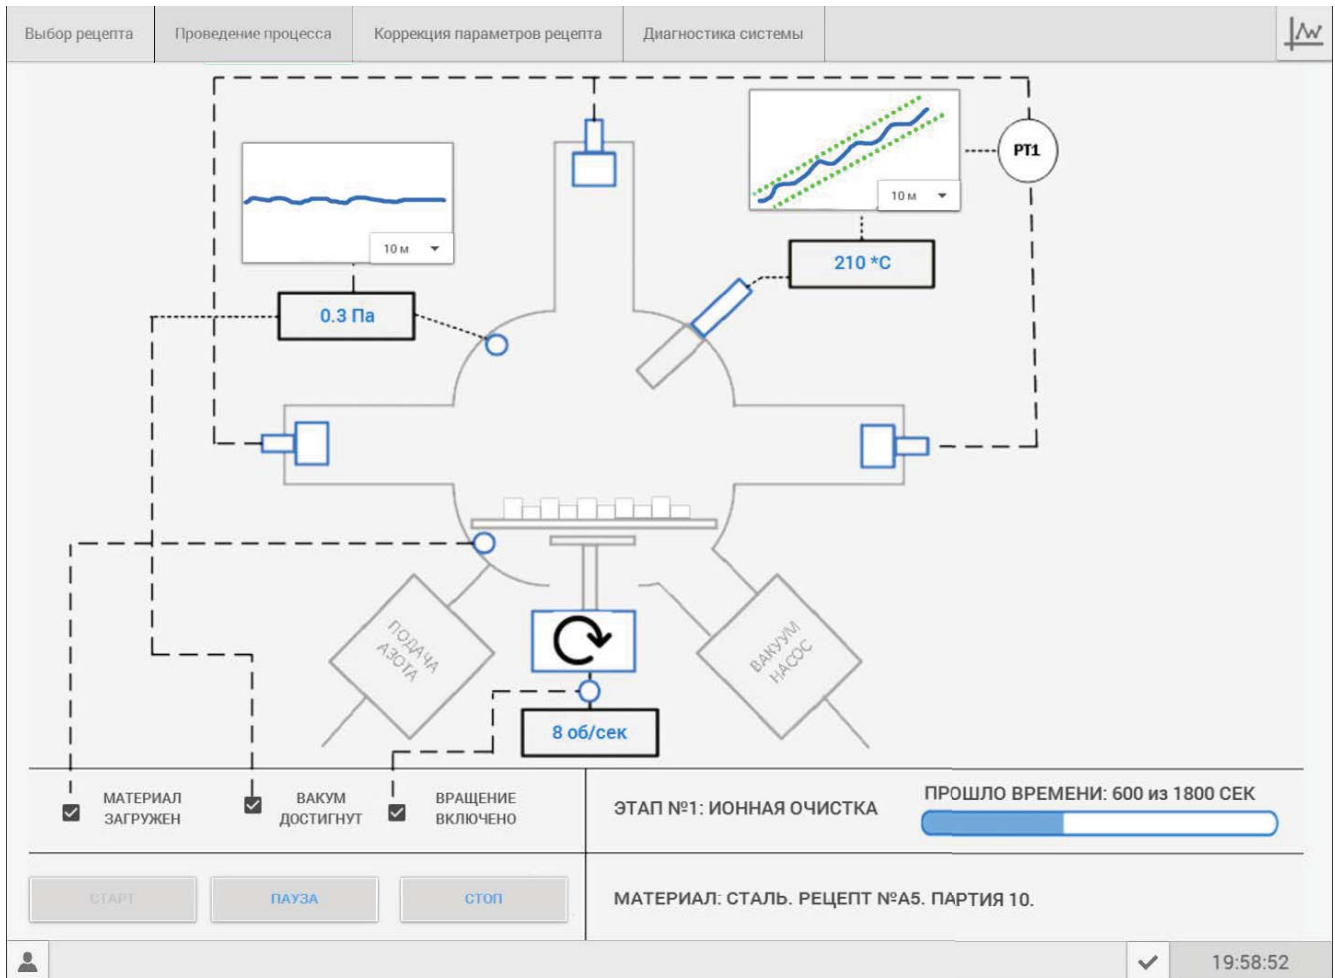 Выбор рецепта
Проведение процесса
Коррекция параметров рецепта
Диагностика системы
10 м
PT1
10 м
210 *C
0.3 Па
ПОДАЧА
АЗОТА
ВАКУУМ
НАСОС
8 об/сек
МАТЕРИАЛ
ЗАГРУЖЕН
ВАКУМ
ДОСТИГНУТ
ВРАЩЕНИЕ
ВКЛЮЧЕНО
ЭТАП №1: ИОННАЯ ОЧИСТКА
ПРОШЛО ВРЕМЕНИ: 600 из 1800 СЕК
СТАРТ
ПАУЗА
СТОП
МАТЕРИАЛ: СТАЛЬ. РЕЦЕПТ №А5. ПАРТИЯ 10.
19:58:52